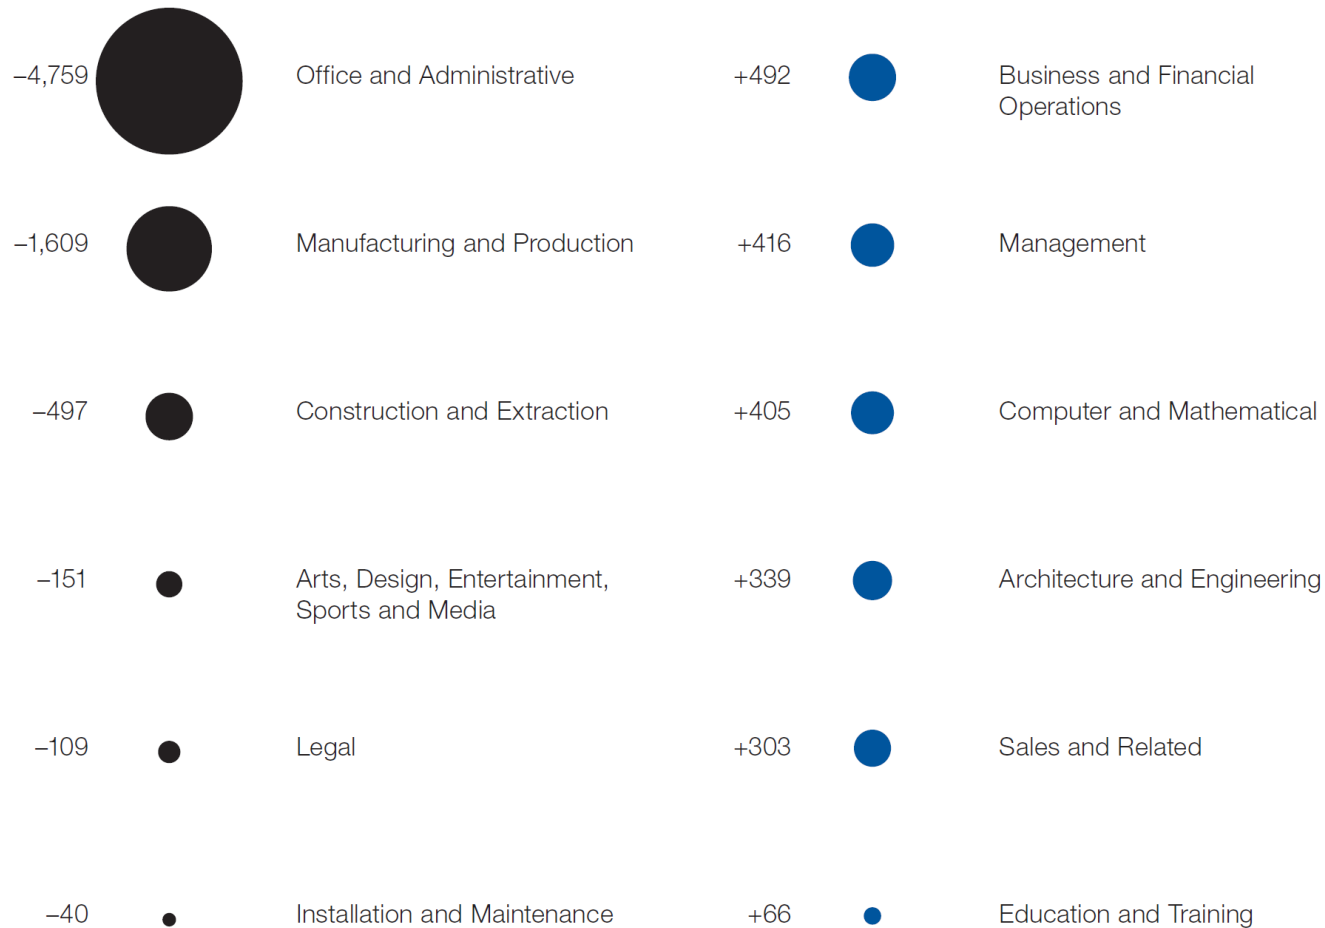 –4,759
Office and Administrative
+492
Business and Financial
Operations
–1,609
Manufacturing and Production
+416
Management
–497
Construction and Extraction
+405
Computer and Mathematical
–151
Arts, Design, Entertainment,
Sports and Media
+339
Architecture and Engineering
–109
Legal
+303
Sales and Related
–40
Installation and Maintenance
+66
Education and Training